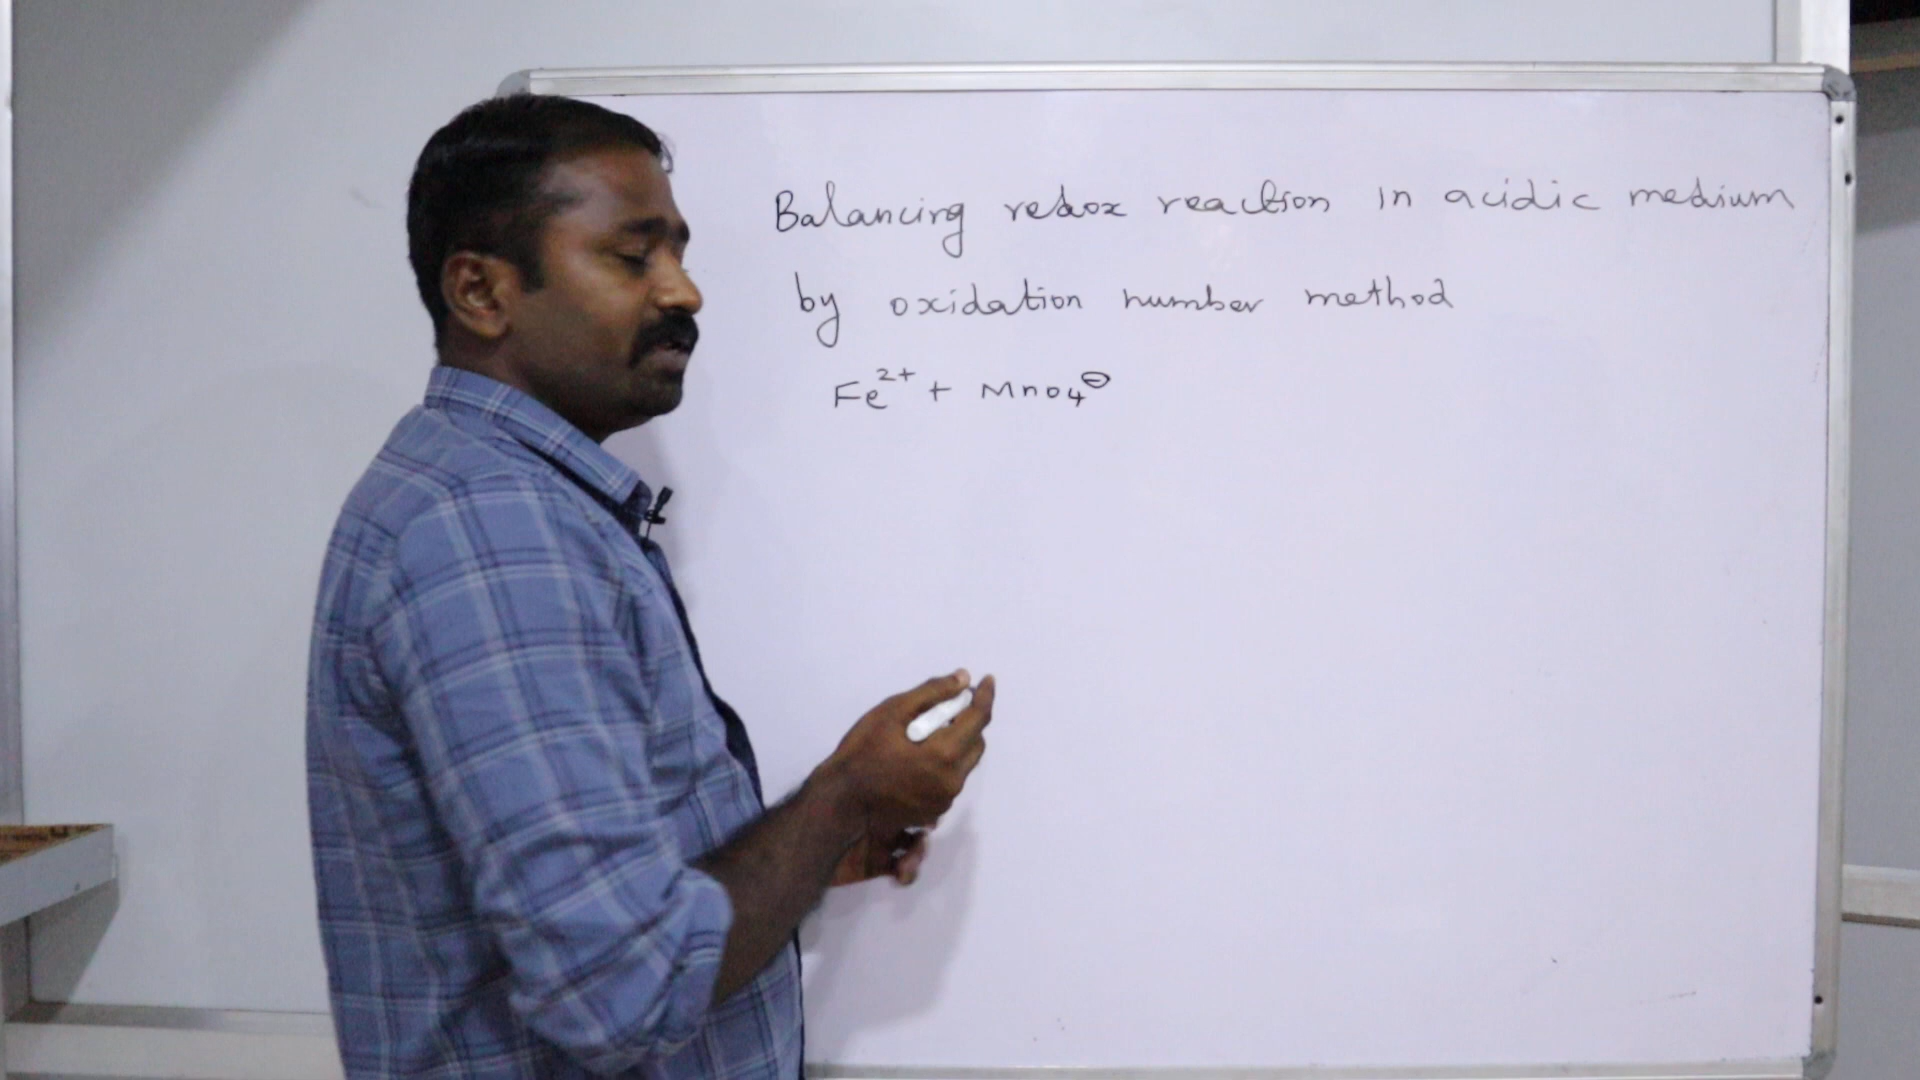 Balancing redox reaction in acidic medium
by oxidation number method
Fe²⁺ + MnO₄⊖